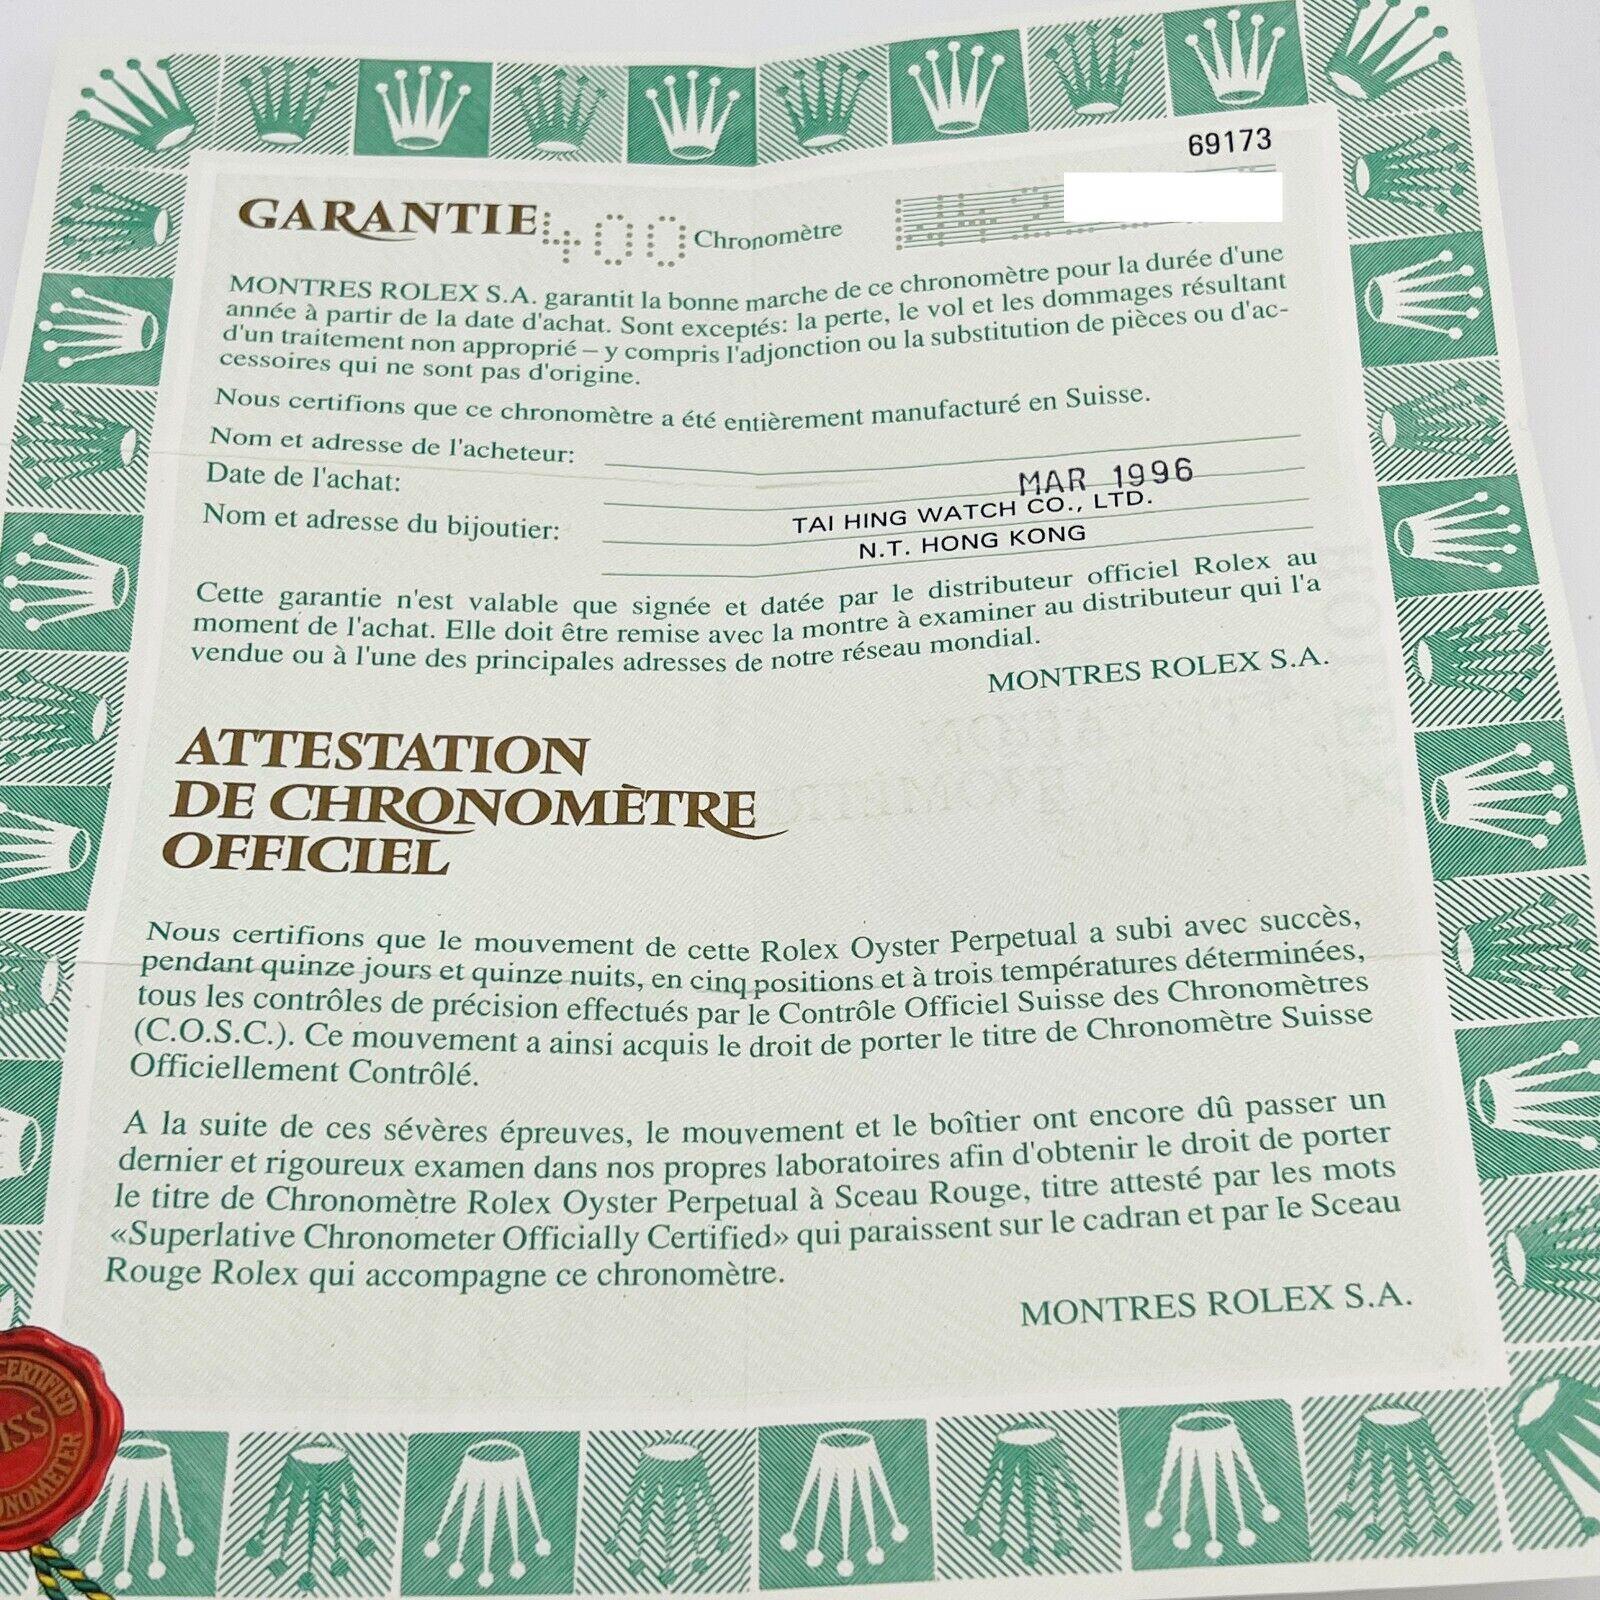 69173
GARANTIE 400 Chronomètre
MONTRES ROLEX S.A. garantit la bonne marche de ce chronomètre pour la durée d'une
année à partir de la date d'achat. Sont exceptés: la perte, le vol et les dommages résultant
d'un traitement non approprié – y compris l'adjonction ou la substitution de pièces ou d'ac-
cessoires qui ne sont pas d'origine.
Nous certifions que ce chronomètre a été entièrement manufacturé en Suisse.
Nom et adresse de l'acheteur:
Date de l'achat: MAR 1996
Nom et adresse du bijoutier: TAI HING WATCH CO., LTD.
N.T. HONG KONG
Cette garantie n'est valable que signée et datée par le distributeur officiel Rolex au
moment de l'achat. Elle doit être remise avec la montre à examiner au distributeur qui l'a
vendue ou à l'une des principales adresses de notre réseau mondial.
MONTRES ROLEX S.A.
ATTESTATION
DE CHRONOMÈTRE
OFFICIEL
Nous certifions que le mouvement de cette Rolex Oyster Perpetual a subi avec succès,
pendant quinze jours et quinze nuits, en cinq positions et à trois températures déterminées,
tous les contrôles de précision effectués par le Contrôle Officiel Suisse des Chronomètres
(C.O.S.C.). Ce mouvement a ainsi acquis le droit de porter le titre de Chronomètre Suisse
Officiellement Contrôlé.
A la suite de ces sévères épreuves, le mouvement et le boîtier ont encore dû passer un
dernier et rigoureux examen dans nos propres laboratoires afin d'obtenir le droit de porter
le titre de Chronomètre Rolex Oyster Perpetual à Sceau Rouge, titre attesté par les mots
«Superlative Chronometer Officially Certified» qui paraissent sur le cadran et par le Sceau
Rouge Rolex qui accompagne ce chronomètre.
MONTRES ROLEX S.A.
CERTIFIED